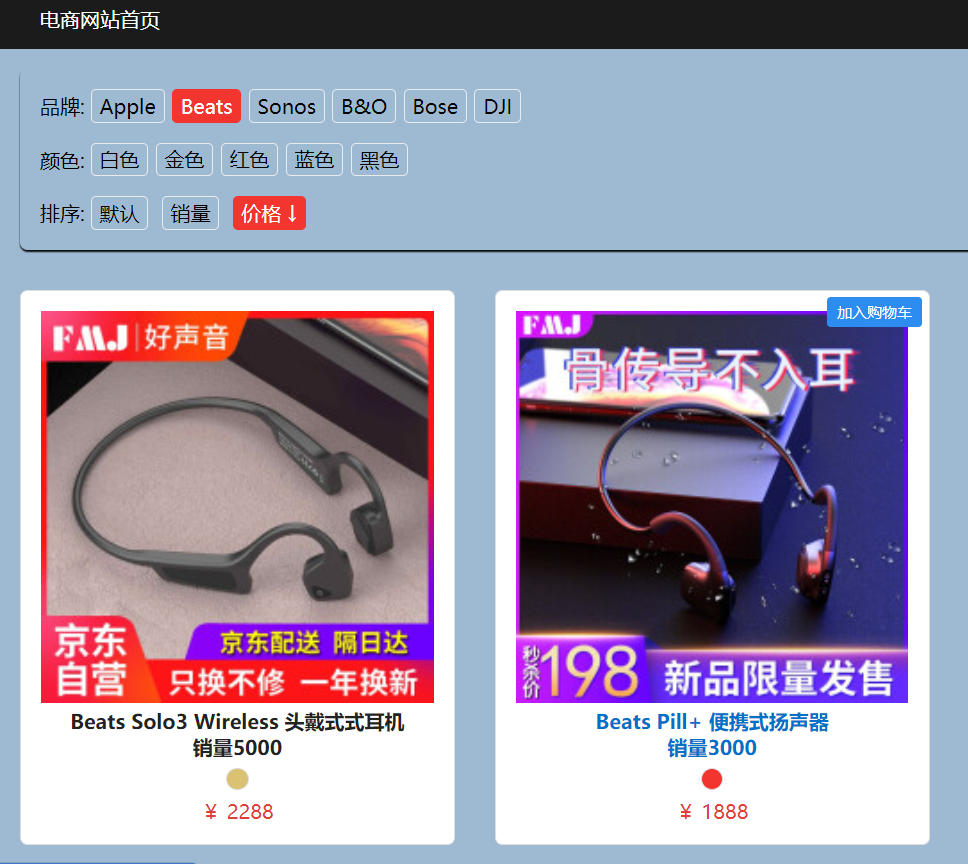 电商网站首页
品牌: Apple Beats Sonos B&O Bose DJI
颜色: 白色 金色 红色 蓝色 黑色
排序: 默认 销量 价格↓
FMJ 好声音
京东配送 隔日达
京东
自营
只换不修 一年换新
Beats Solo3 Wireless 头戴式式耳机
销量5000
¥ 2288
加入购物车
FMJ
骨传导不入耳
秒杀价 198 新品限量发售
Beats Pill+ 便携式扬声器
销量3000
¥ 1888